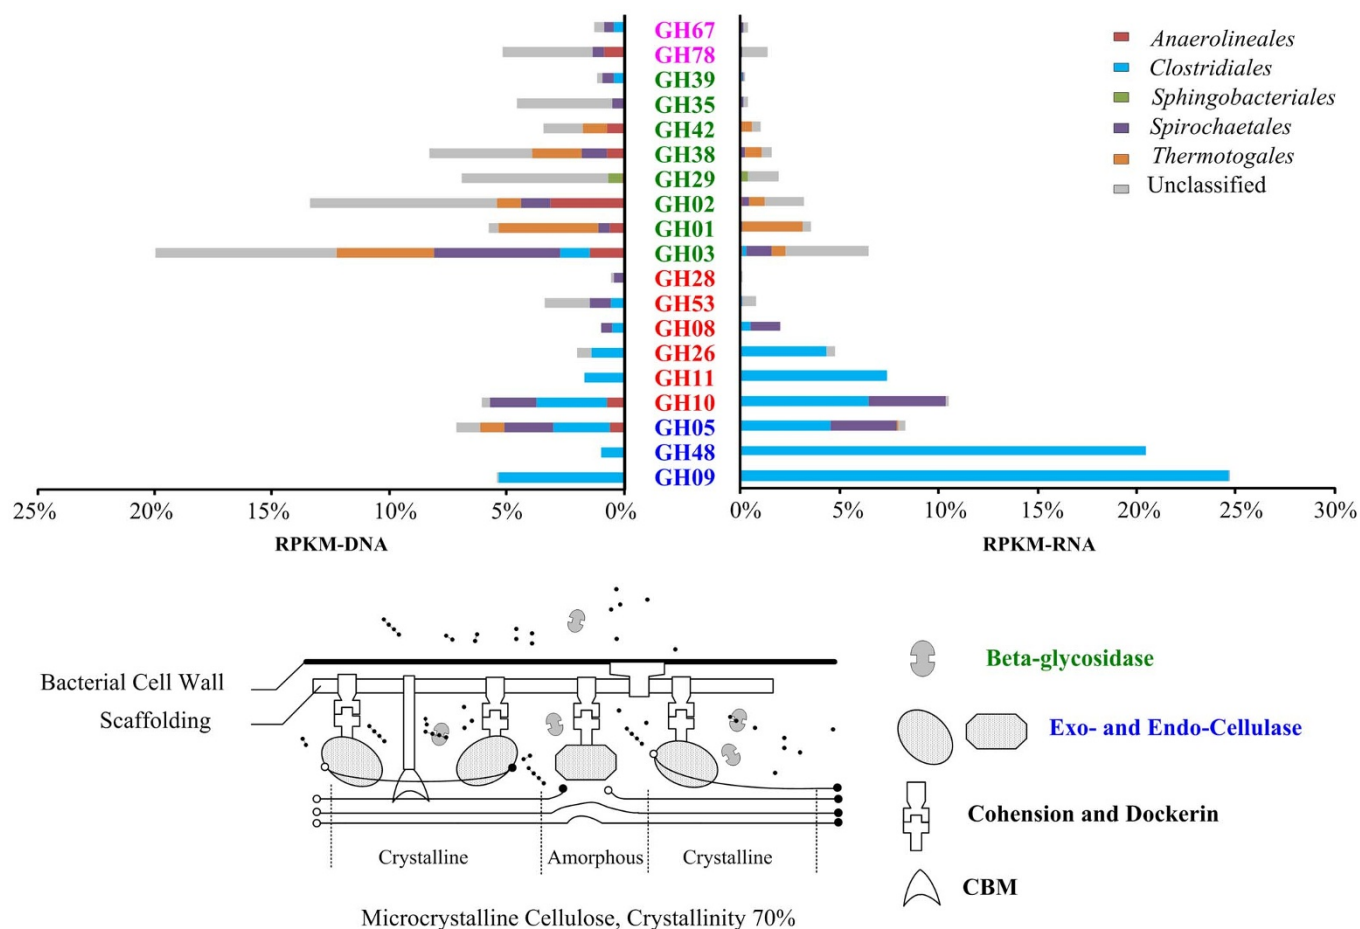 GH67
GH78
GH39
GH35
GH42
GH38
GH29
GH02
GH01
GH03
GH28
GH53
GH08
GH26
GH11
GH10
GH05
GH48
GH09
Anaerolineales
Clostridiales
Sphingobacteriales
Spirochaetales
Thermotogales
Unclassified
25% 20% 15% 10% 5% 0%
0% 5% 10% 15% 20% 25% 30%
RPKM-DNA
RPKM-RNA
Bacterial Cell Wall
Scaffolding
Crystalline
Amorphous
Crystalline
Microcrystalline Cellulose, Crystallinity 70%
Beta-glycosidase
Exo- and Endo-Cellulase
Cohension and Dockerin
CBM